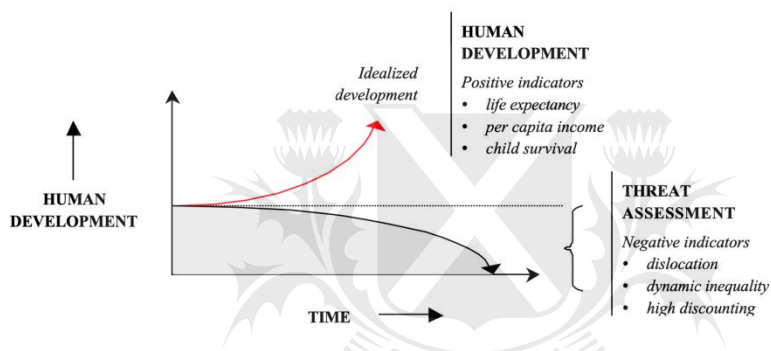 HUMAN
DEVELOPMENT
Positive indicators
• life expectancy
• per capita income
• child survival
Idealized
development
HUMAN
DEVELOPMENT
THREAT
ASSESSMENT
Negative indicators
• dislocation
• dynamic inequality
• high discounting
TIME